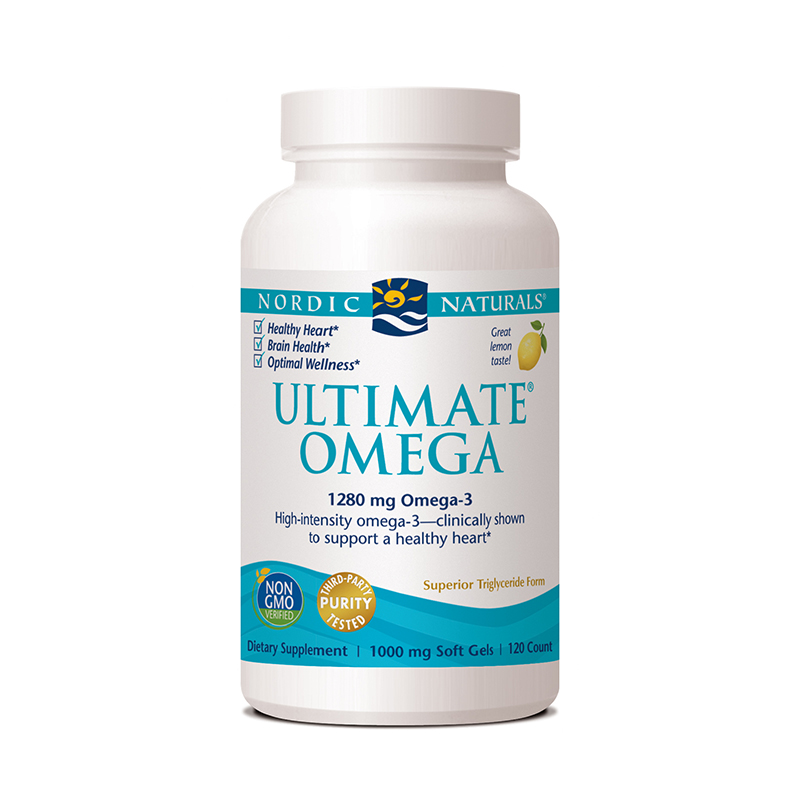 NORDIC NATURALS®
Healthy Heart*
Brain Health*
Optimal Wellness*
Great
lemon
taste!
ULTIMATE®
OMEGA
1280 mg Omega-3
High-intensity omega-3—clinically shown
to support a healthy heart*
Superior Triglyceride Form
NON
GMO
VERIFIED
THIRD-PARTY
PURITY
TESTED
Dietary Supplement | 1000 mg Soft Gels | 120 Count